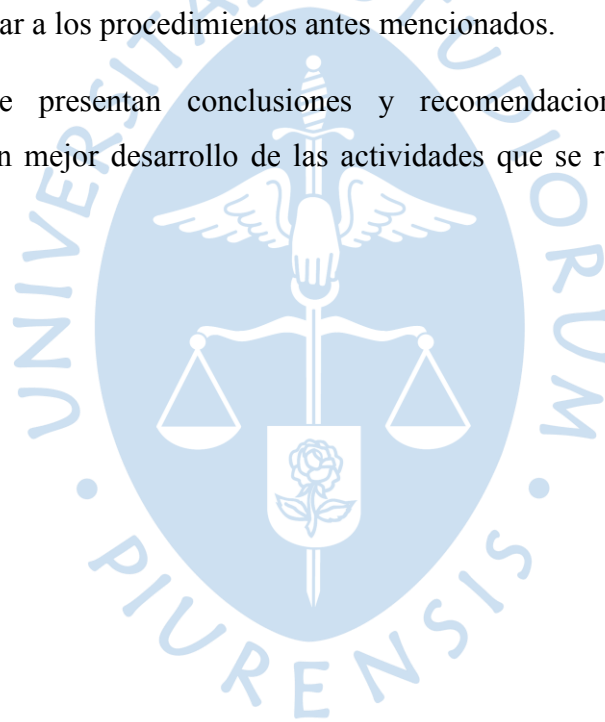 ar a los procedimientos antes mencionados.
e presentan conclusiones y recomendacion
n mejor desarrollo de las actividades que se r
UNIVERSITAS STUDIORUM
• PIURENSIS •